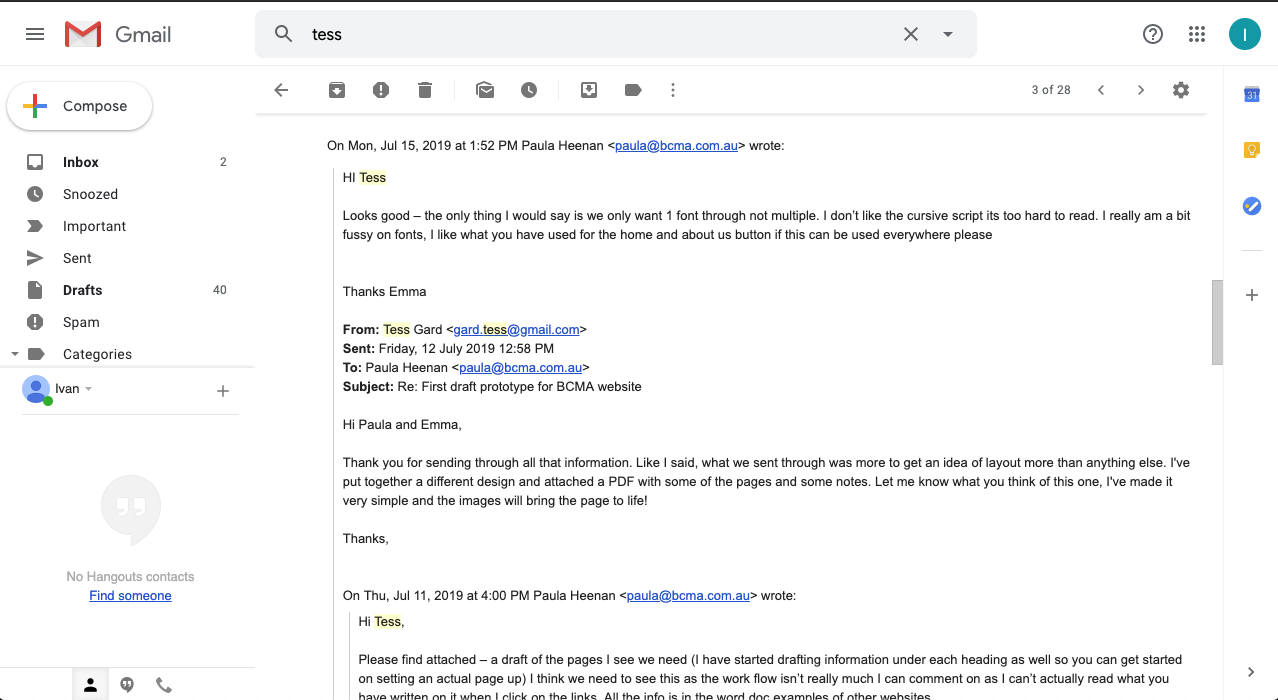 Gmail
tess
I
Compose
3 of 28
31
Inbox 2
Snoozed
Important
Sent
Drafts 40
Spam
Categories
Ivan
No Hangouts contacts
Find someone
On Mon, Jul 15, 2019 at 1:52 PM Paula Heenan <paula@bcma.com.au> wrote:
HI Tess
Looks good – the only thing I would say is we only want 1 font through not multiple. I don’t like the cursive script its too hard to read. I really am a bit
fussy on fonts, I like what you have used for the home and about us button if this can be used everywhere please
Thanks Emma
From: Tess Gard <gard.tess@gmail.com>
Sent: Friday, 12 July 2019 12:58 PM
To: Paula Heenan <paula@bcma.com.au>
Subject: Re: First draft prototype for BCMA website
Hi Paula and Emma,
Thank you for sending through all that information. Like I said, what we sent through was more to get an idea of layout more than anything else. I've
put together a different design and attached a PDF with some of the pages and some notes. Let me know what you think of this one, I've made it
very simple and the images will bring the page to life!
Thanks,
On Thu, Jul 11, 2019 at 4:00 PM Paula Heenan <paula@bcma.com.au> wrote:
Hi Tess,
Please find attached – a draft of the pages I see we need (I have started drafting information under each heading as well so you can get started
on setting an actual page up) I think we need to see this as the work flow isn’t really much I can comment on as I can’t actually read what you
have written on it when I click on the links. All the info is in the word doc examples of other websites